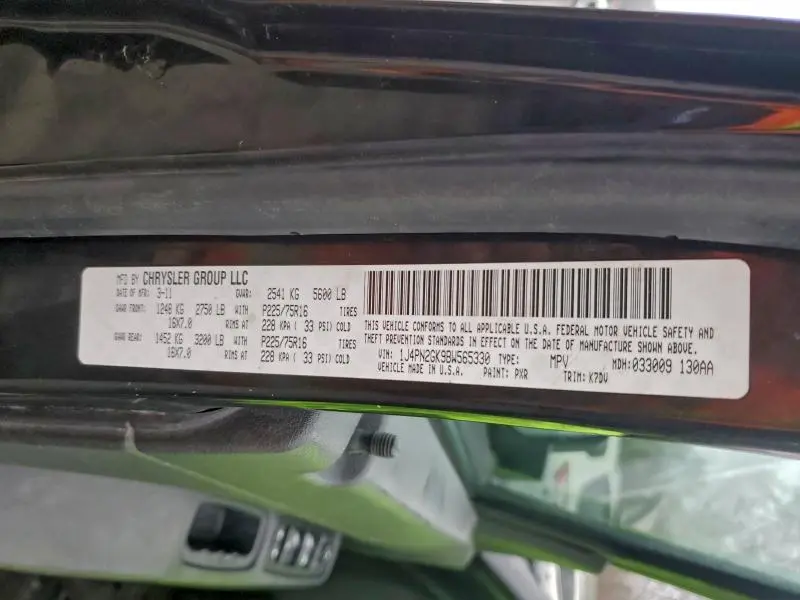 MFD BY CHRYSLER GROUP LLC
DATE OF MFR: 3-11 GVWR: 2541 KG 5600 LB
GAWR FRONT: 1248 KG 2750 LB WITH P225/75R16 TIRES
16X7.0 RIMS AT 228 KPA ( 33 PSI) COLD
GAWR REAR: 1452 KG 3200 LB WITH P225/75R16 TIRES
16X7.0 RIMS AT 228 KPA ( 33 PSI) COLD
THIS VEHICLE CONFORMS TO ALL APPLICABLE U.S.A. FEDERAL MOTOR VEHICLE SAFETY AND
THEFT PREVENTION STANDARDS IN EFFECT ON THE DATE OF MANUFACTURE SHOWN ABOVE.
VIN: 1J4PN2GK9BW565330 TYPE: MPV MDH: 033009 130AA
VEHICLE MADE IN U.S.A. PAINT: PXR TRIM: K7DV